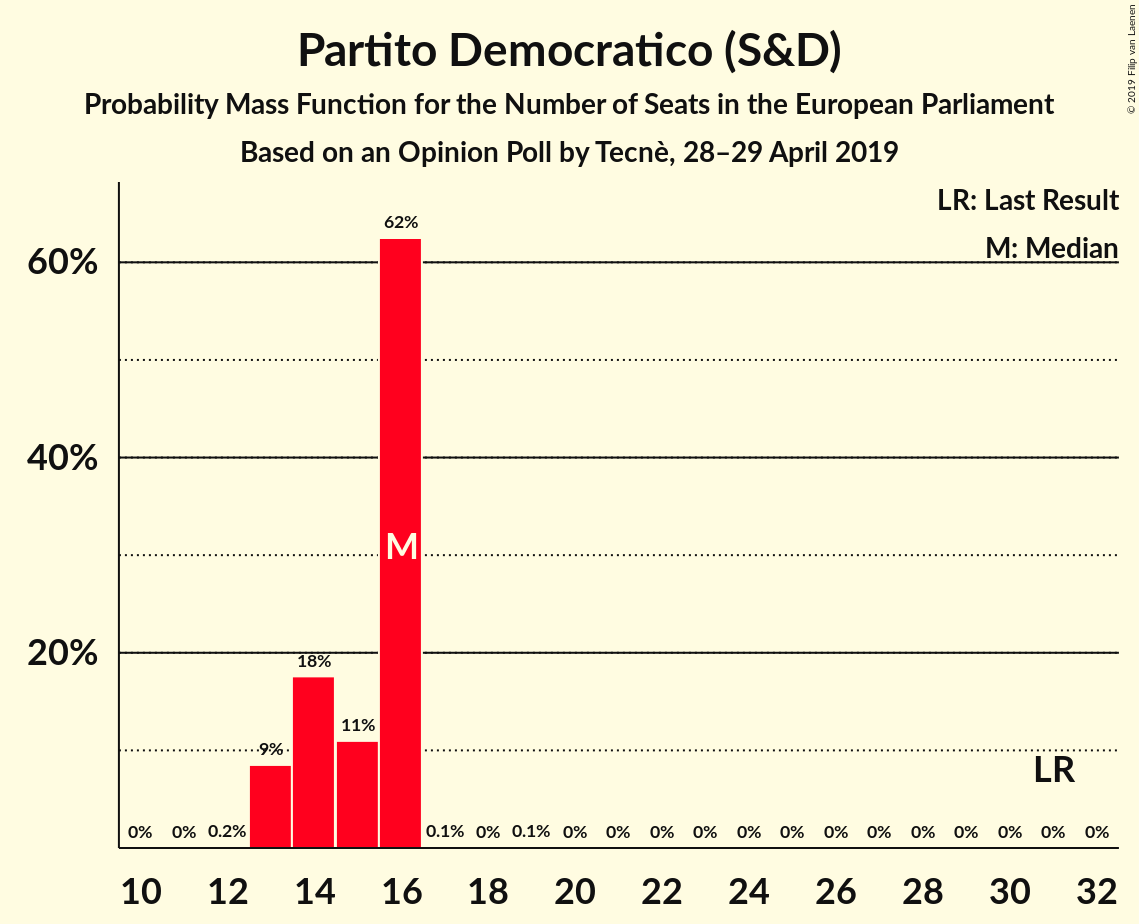 Partito Democratico (S&D)
Probability Mass Function for the Number of Seats in the European Parliament
Based on an Opinion Poll by Tecnè, 28–29 April 2019
© 2019 Filip van Laenen
LR: Last Result
M: Median
60%
40%
20%
0% 0% 0.2% 9% 18% 11% 62% 0.1% 0% 0.1% 0% 0% 0% 0% 0% 0% 0% 0% 0% 0% 0% 0% 0%
M
LR
10 12 14 16 18 20 22 24 26 28 30 32